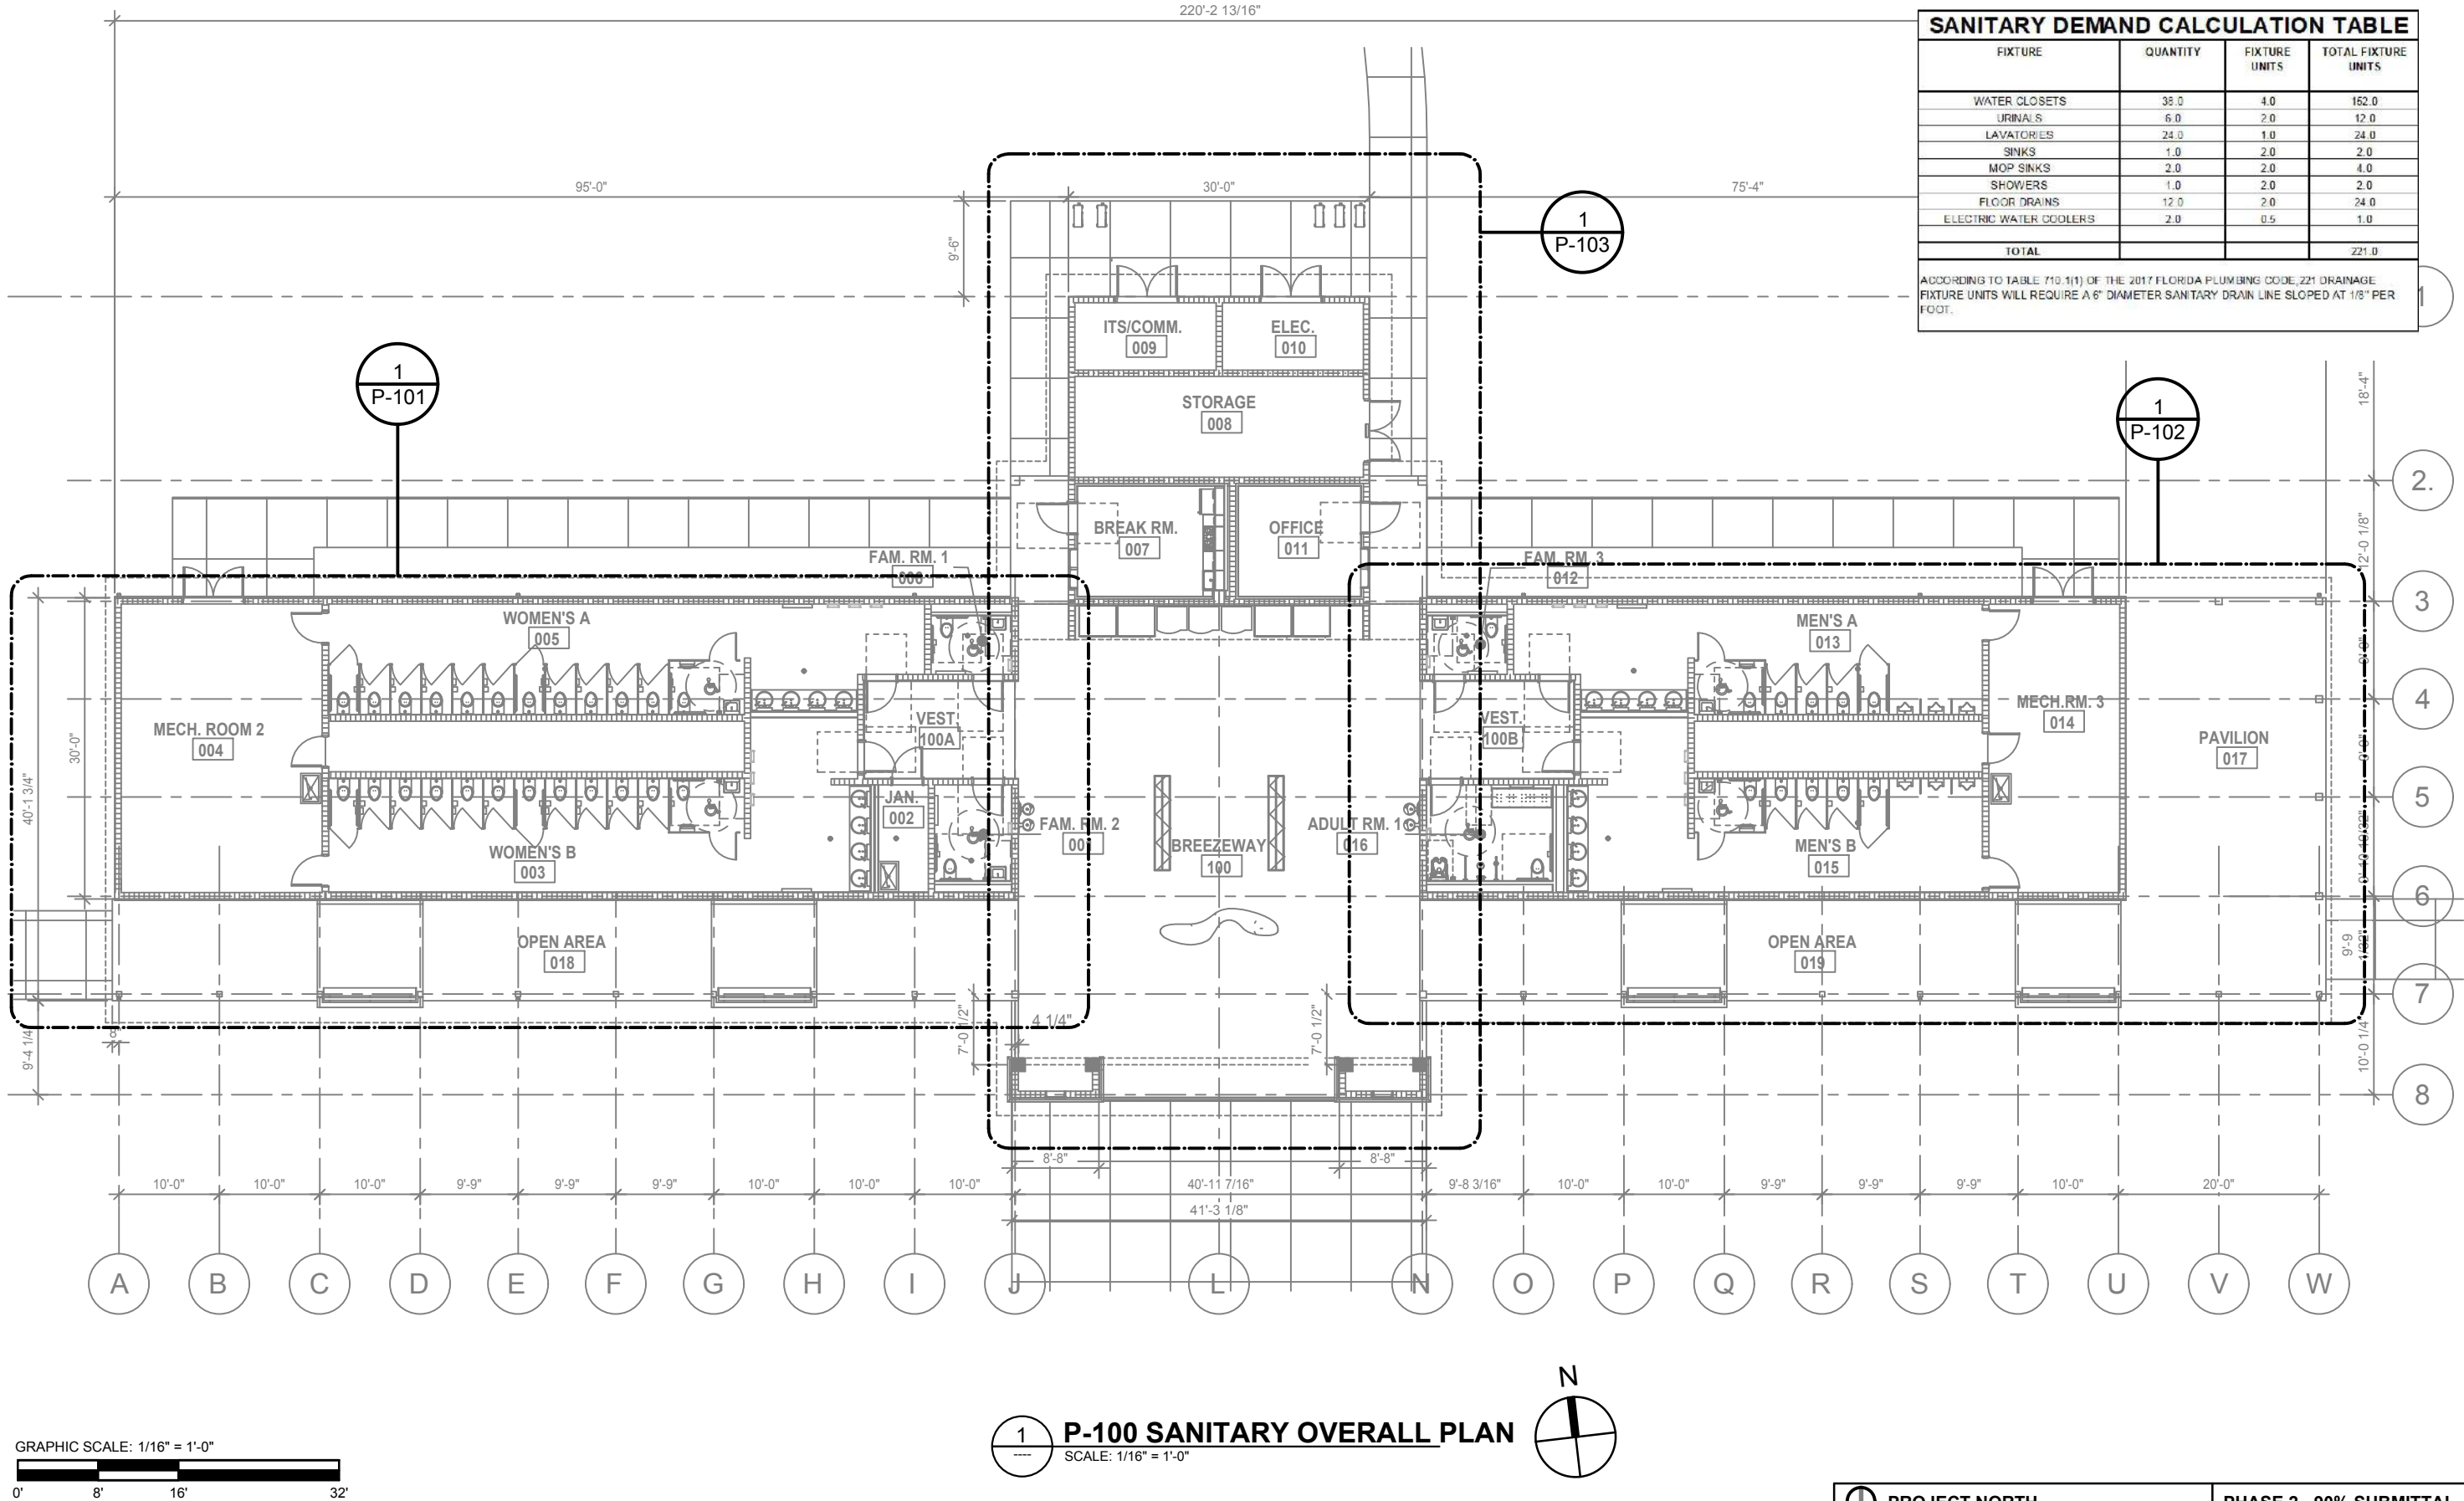 220'-2 13/16"
SANITARY DEMAND CALCULATION TABLE
FIXTURE QUANTITY FIXTURE UNITS TOTAL FIXTURE UNITS
WATER CLOSETS 38.0 4.0 152.0
URINALS 6.0 2.0 12.0
LAVATORIES 24.0 1.0 24.0
SINKS 1.0 2.0 2.0
MOP SINKS 2.0 2.0 4.0
SHOWERS 1.0 2.0 2.0
FLOOR DRAINS 12.0 2.0 24.0
ELECTRIC WATER COOLERS 2.0 0.5 1.0
TOTAL 221.0
ACCORDING TO TABLE 710.1(1) OF THE 2017 FLORIDA PLUMBING CODE,221 DRAINAGE
FIXTURE UNITS WILL REQUIRE A 6" DIAMETER SANITARY DRAIN LINE SLOPED AT 1/8" PER
FOOT.
95'-0" 30'-0" 75'-4"
9'-6"
1
P-103
1
ITS/COMM.
009
ELEC.
010
1
P-101
STORAGE
008
1
P-102
18'-4"
2.
BREAK RM.
007
OFFICE
011
12'-0 1/8"
FAM. RM. 1
006
FAM. RM. 3
012
3
WOMEN'S A
005
MEN'S A
013
4
MECH. ROOM 2
004
VEST.
100A
VEST.
100B
MECH.RM. 3
014
PAVILION
017
30'-0"
40'-1 3/4"
5
JAN.
002
FAM. RM. 2
BREEZEWAY
100
ADULT RM. 1
016
WOMEN'S B
003
MEN'S B
015
6
OPEN AREA
018
OPEN AREA
019
9'-9 1/32"
7
9'-4 1/4"
8"
7'-0 1/2"
4 1/4"
7'-0 1/2"
10'-0 1/4"
8
8'-8" 8'-8"
10'-0" 10'-0" 10'-0" 9'-9" 9'-9" 9'-9" 10'-0" 10'-0" 10'-0" 40'-11 7/16" 9'-8 3/16" 10'-0" 10'-0" 9'-9" 9'-9" 9'-9" 10'-0" 20'-0"
41'-3 1/8"
A B C D E F G H I J L N O P Q R S T U V W
N
1
----
P-100 SANITARY OVERALL PLAN
SCALE: 1/16" = 1'-0"
GRAPHIC SCALE: 1/16" = 1'-0"
0' 8' 16' 32'
PROJECT NORTH
PHASE 3 - 90% SUBMITTAL